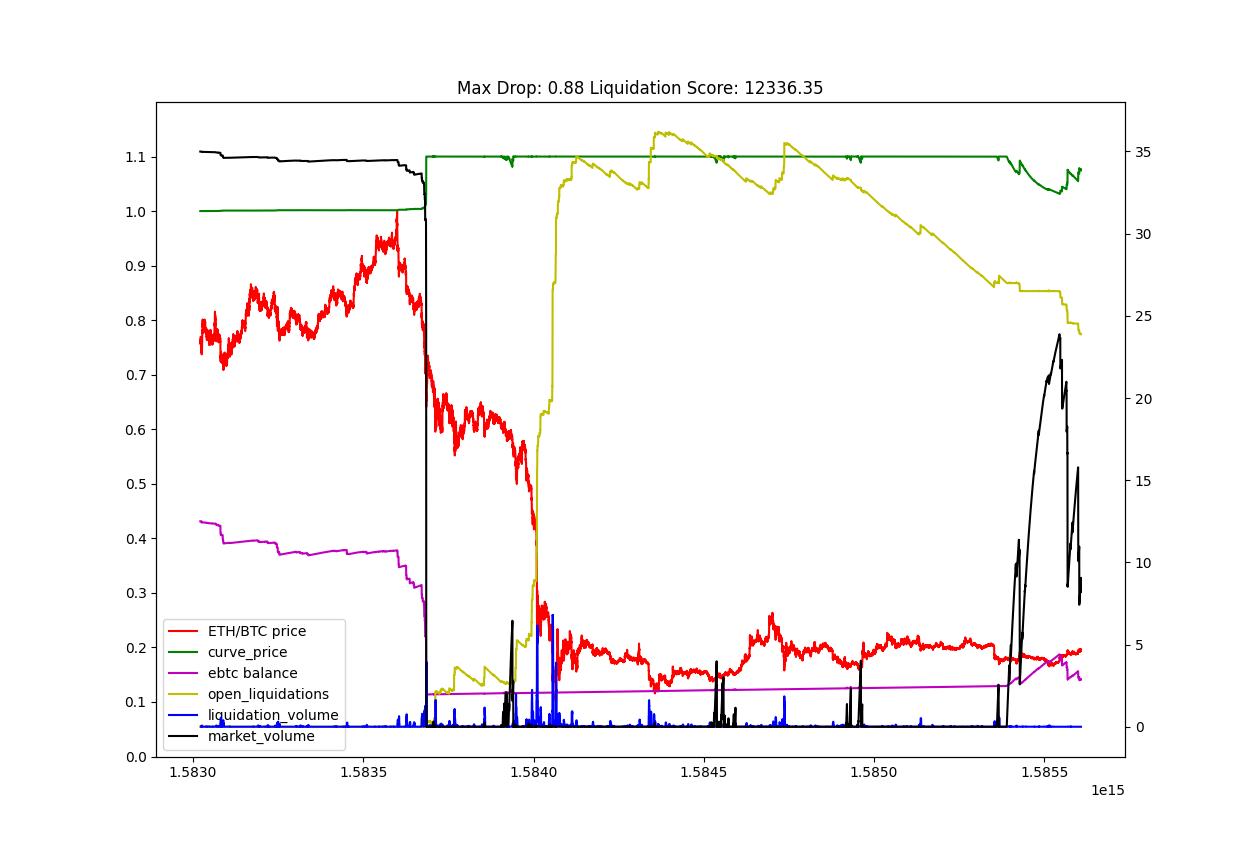 Max Drop: 0.88 Liquidation Score: 12336.35
1.1
1.0
0.9
0.8
0.7
0.6
0.5
0.4
0.3
0.2
0.1
0.0
35
30
25
20
15
10
5
0
ETH/BTC price
curve_price
ebtc balance
open_liquidations
liquidation_volume
market_volume
1.5830 1.5835 1.5840 1.5845 1.5850 1.5855
1e15